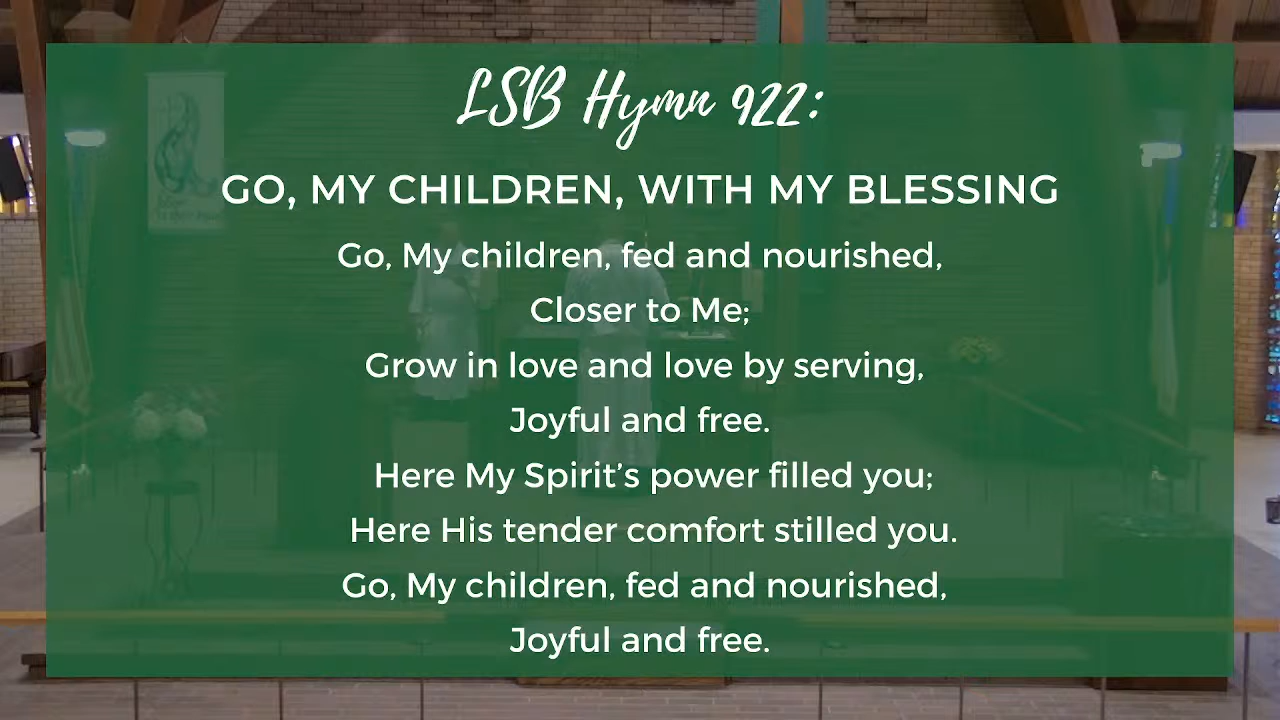 LSB Hymn 922:
GO, MY CHILDREN, WITH MY BLESSING
Go, My children, fed and nourished,
Closer to Me;
Grow in love and love by serving,
Joyful and free.
Here My Spirit’s power filled you;
Here His tender comfort stilled you.
Go, My children, fed and nourished,
Joyful and free.